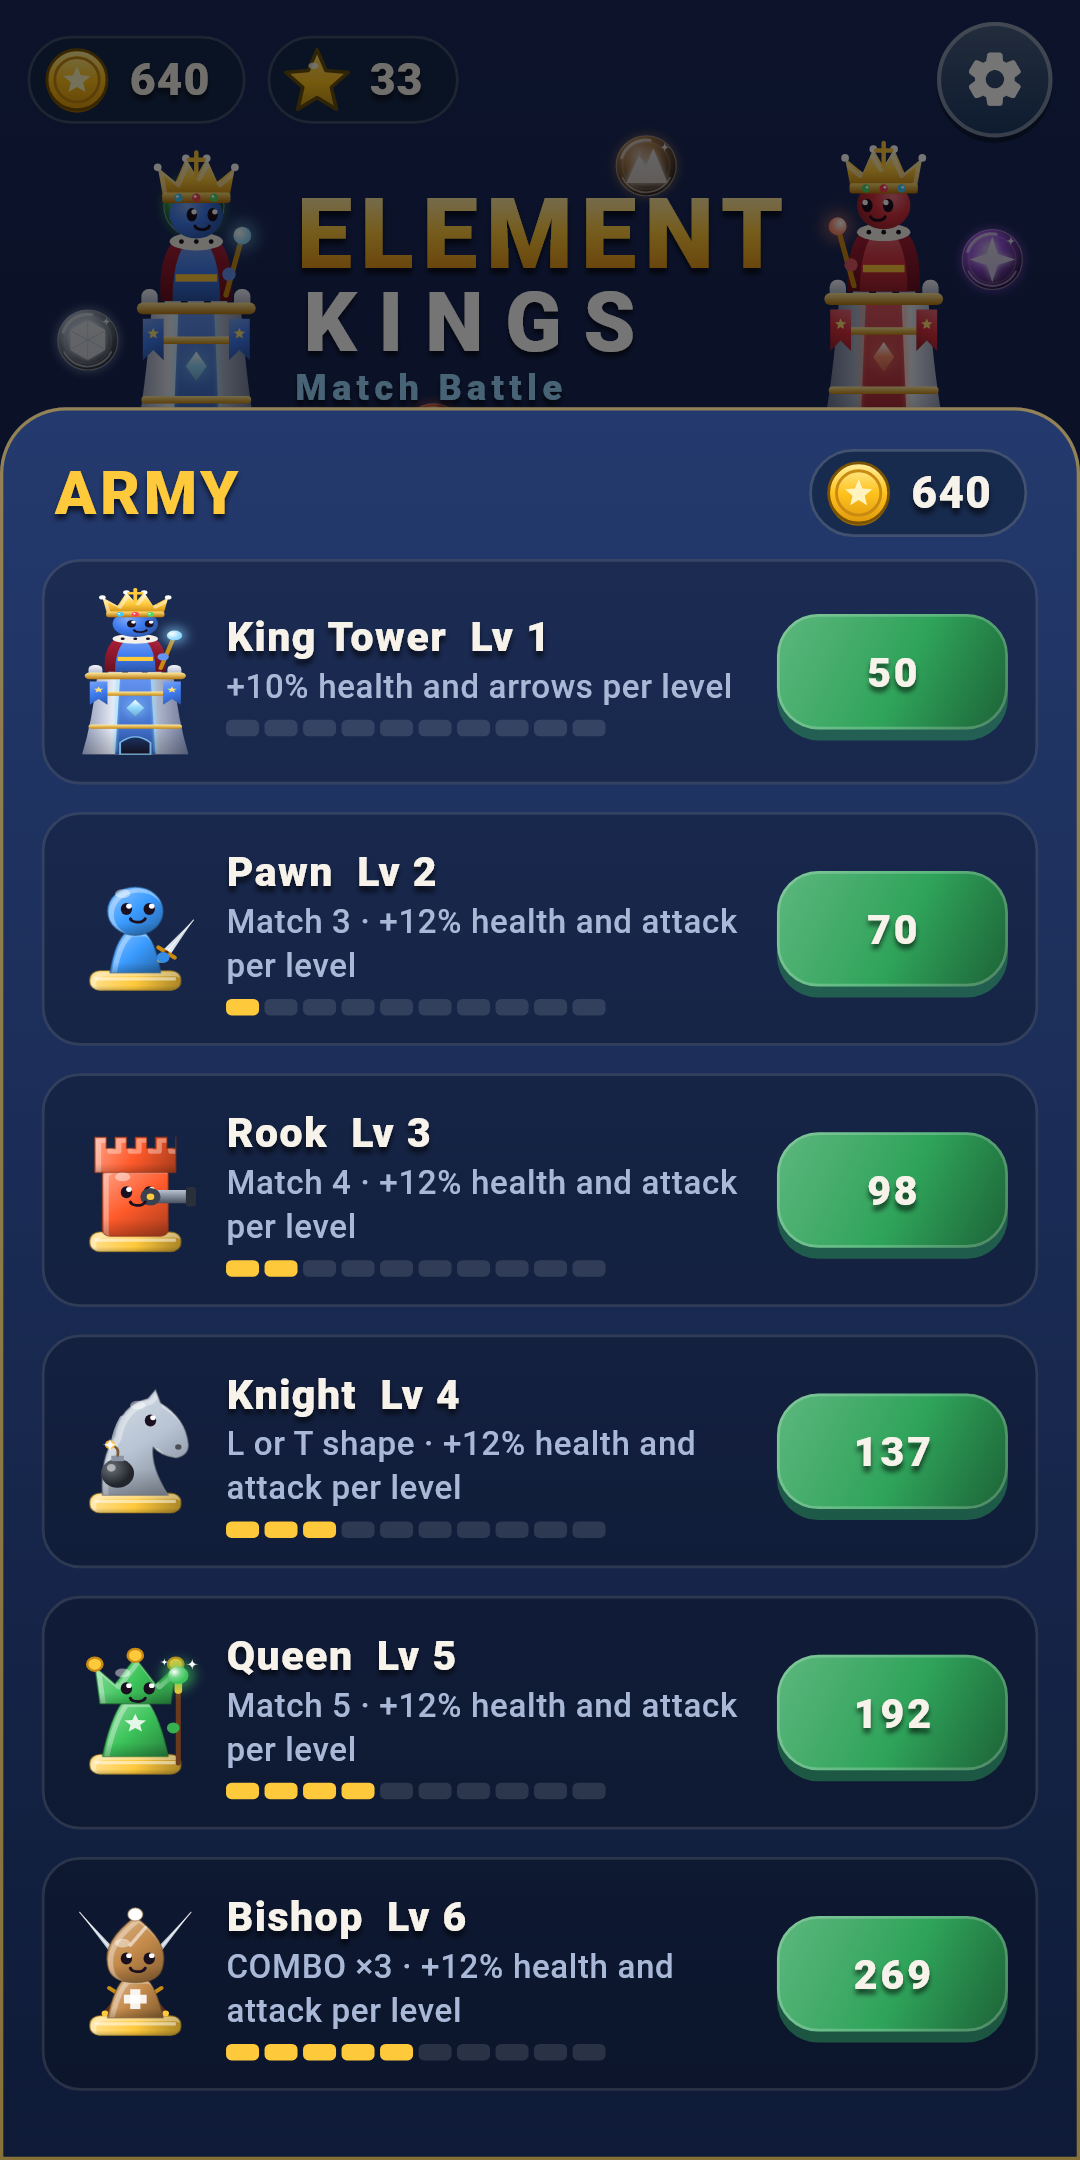 640
33
ELEMENT
KINGS
Match Battle
ARMY
640
King Tower Lv 1
+10% health and arrows per level
50
Pawn Lv 2
Match 3 · +12% health and attack
per level
70
Rook Lv 3
Match 4 · +12% health and attack
per level
98
Knight Lv 4
L or T shape · +12% health and
attack per level
137
Queen Lv 5
Match 5 · +12% health and attack
per level
192
Bishop Lv 6
COMBO ×3 · +12% health and
attack per level
269